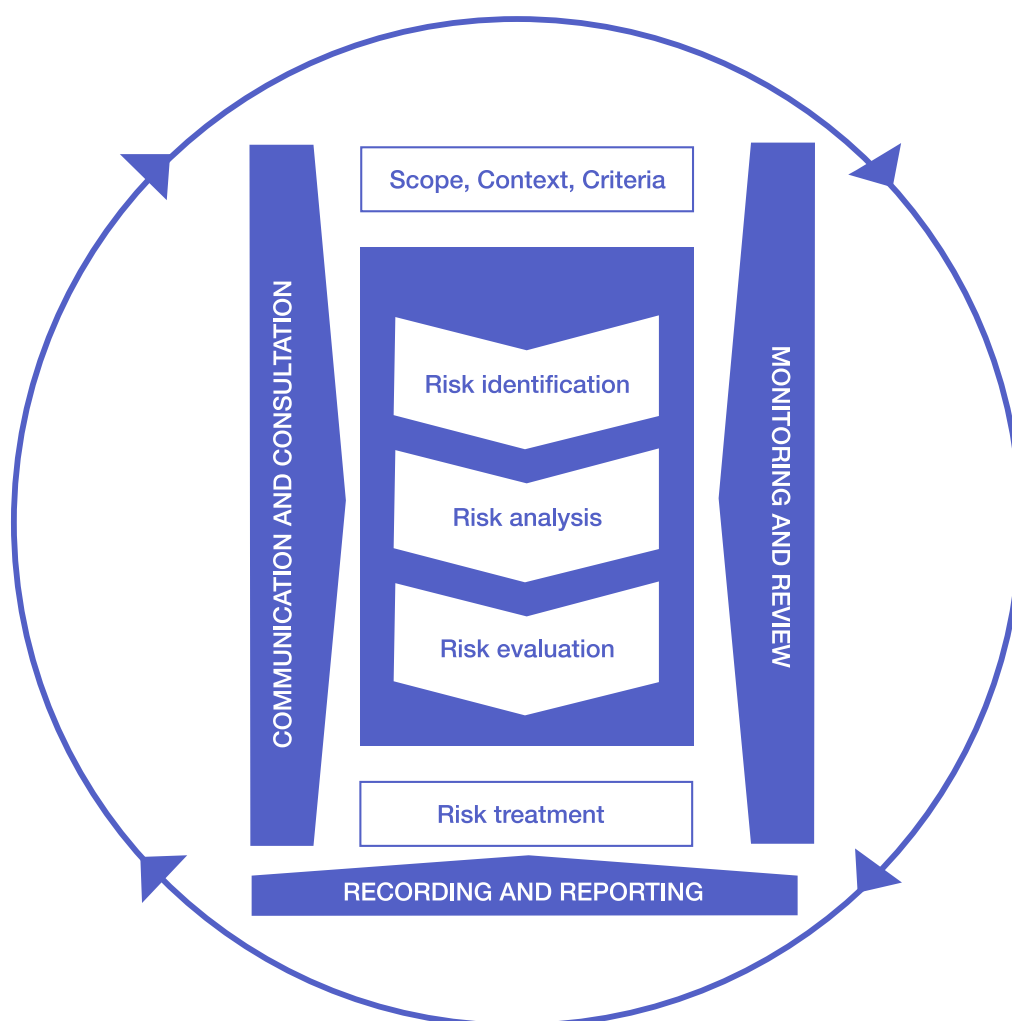 Scope, Context, Criteria
COMMUNICATION AND CONSULTATION
Risk identification
Risk analysis
Risk evaluation
MONITORING AND REVIEW
Risk treatment
RECORDING AND REPORTING